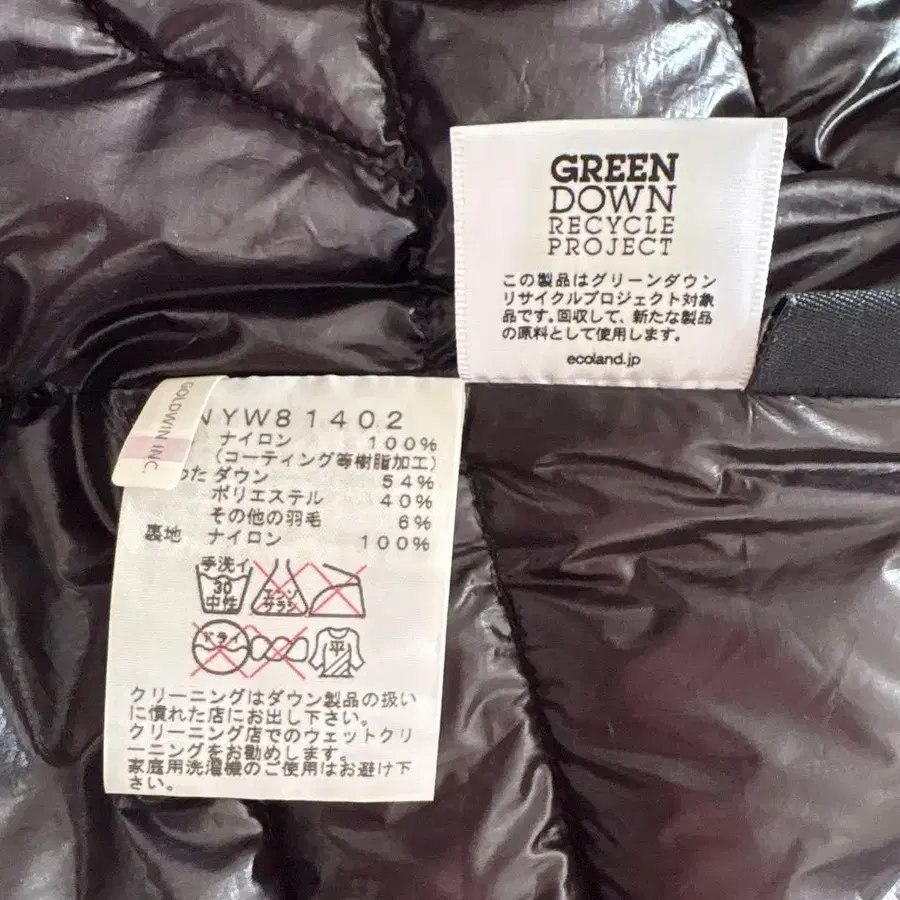 GREEN
DOWN
RECYCLE
PROJECT
この製品はグリーンダウン
リサイクルプロジェクト対象
品です。回収して、新たな製品
の原料として使用します。
ecoland.jp
GOLDWIN INC.
NYW81402
ナイロン 100%
(コーティング等樹脂加工)
わた ダウン 54%
ポリエステル 40%
その他の羽毛 6%
裏地 ナイロン 100%
手洗イ
30
中性
エンソ
サラシ
ドライ
平
クリーニングはダウン製品の扱い
に慣れた店にお出し下さい。
クリーニング店でのウェットクリ
ーニングをお勧めします。
家庭用洗濯機のご使用はお避け下
さい。